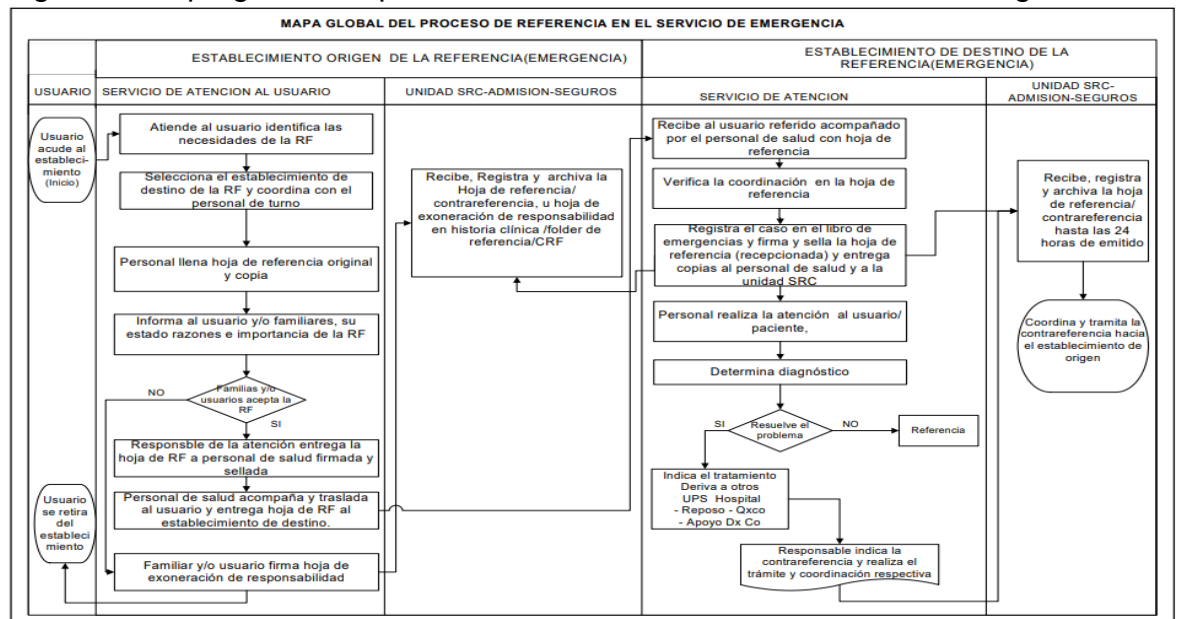 MAPA GLOBAL DEL PROCESO DE REFERENCIA EN EL SERVICIO DE EMERGENCIA
ESTABLECIMIENTO ORIGEN DE LA REFERENCIA(EMERGENCIA)
ESTABLECIMIENTO DE DESTINO DE LA
REFERENCIA(EMERGENCIA)
USUARIO
SERVICIO DE ATENCION AL USUARIO
UNIDAD SRC-ADMISION-SEGUROS
SERVICIO DE ATENCION
UNIDAD SRC-
ADMISION-SEGUROS
Usuario
acude al
estableci-
miento
(Inicio)
Atiende al usuario identifica las
necesidades de la RF
Selecciona el establecimiento de
destino de la RF y coordina con el
personal de turno
Personal llena hoja de referencia original
y copia
Informa al usuario y/o familiares, su
estado razones e importancia de la RF
NO
Familias y/o
usuarios acepta la
RF
SI
Responsble de la atención entrega la
hoja de RF a personal de salud firmada y
sellada
Personal de salud acompaña y traslada
al usuario y entrega hoja de RF al
establecimiento de destino.
Familiar y/o usuario firma hoja de
exoneración de responsabilidad
Usuario
se retira
del
estableci
miento
Recibe, Registra y archiva la
Hoja de referencia/
contrareferencia, u hoja de
exoneración de responsabilidad
en historia clínica /folder de
referencia/CRF
Recibe al usuario referido acompañado
por el personal de salud con hoja de
referencia
Verifica la coordinación en la hoja de
referencia
Registra el caso en el libro de
emergencias y firma y sella la hoja de
referencia (recepcionada) y entrega
copias al personal de salud y a la
unidad SRC
Personal realiza la atención al usuario/
paciente,
Determina diagnóstico
SI
Resuelve el
problema
NO
Referencia
Indica el tratamiento
Deriva a otros
UPS Hospital
- Reposo - Qxco
- Apoyo Dx Co
Responsable indica la
contrareferencia y realiza el
trámite y coordinación respectiva
Recibe, registra
y archiva la hoja
de referencia/
contrareferencia
hasta las 24
horas de emitido
Coordina y tramita la
contrareferencia hacia
el establecimiento de
origen